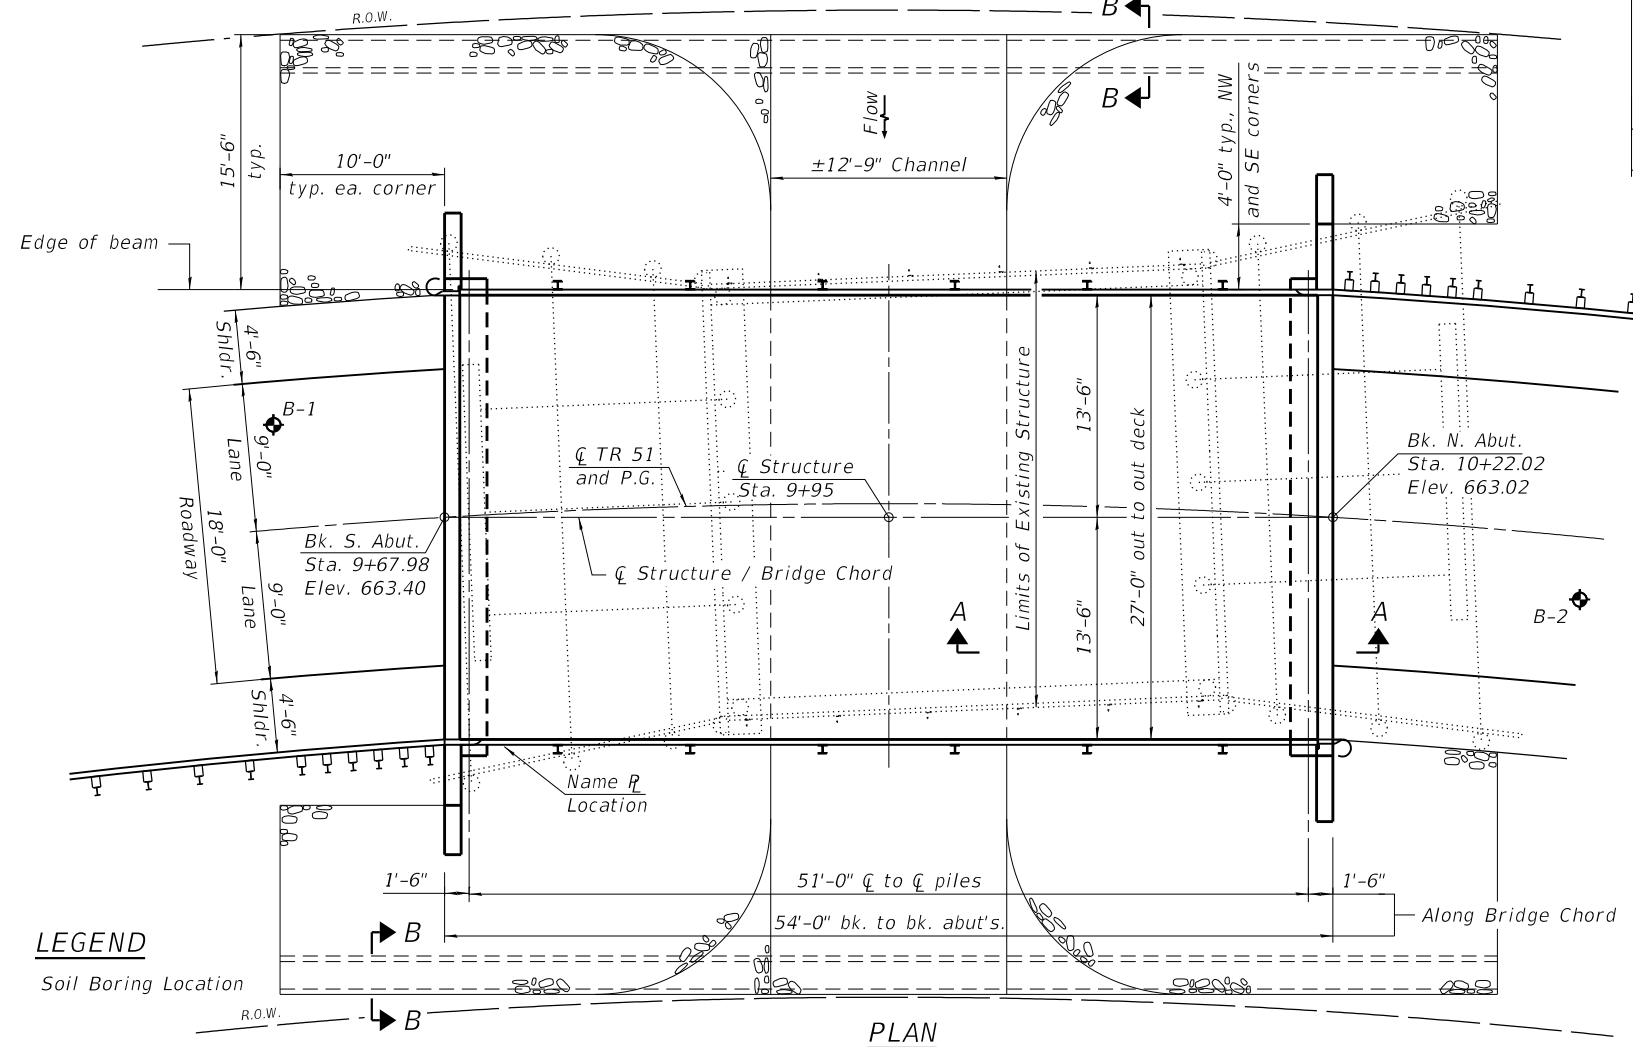 R.O.W.
B
B
Flow
4'-0" typ., NW
and SE corners
15'-6"
typ.
10'-0"
typ. ea. corner
±12'-9" Channel
Edge of beam
4'-6"
Shldr.
B-1
9'-0"
Lane
18'-0"
Roadway
9'-0"
Lane
4'-6"
Shldr.
℄ TR 51
and P.G.
℄ Structure
Sta. 9+95
Limits of Existing Structure
13'-6"
13'-6"
27'-0" out to out deck
Bk. N. Abut.
Sta. 10+22.02
Elev. 663.02
Bk. S. Abut.
Sta. 9+67.98
Elev. 663.40
℄ Structure / Bridge Chord
A
A
B-2
Name ⅊
Location
1'-6"
51'-0" ℄ to ℄ piles
1'-6"
54'-0" bk. to bk. abut's.
Along Bridge Chord
LEGEND
Soil Boring Location
B
B
R.O.W.
PLAN